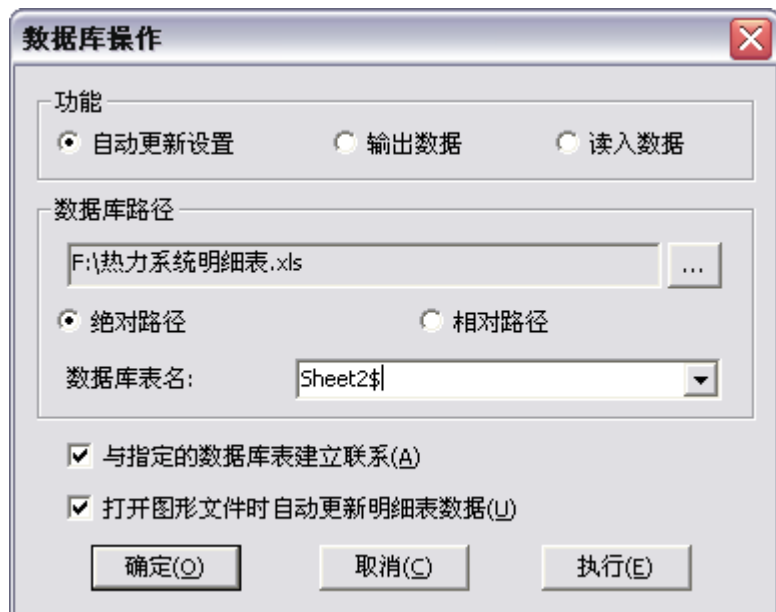 数据库操作
功能
自动更新设置 输出数据 读入数据
数据库路径
F:\热力系统明细表.xls ...
绝对路径 相对路径
数据库表名: Sheet2$
与指定的数据库表建立联系(A)
打开图形文件时自动更新明细表数据(U)
确定(O) 取消(C) 执行(E)